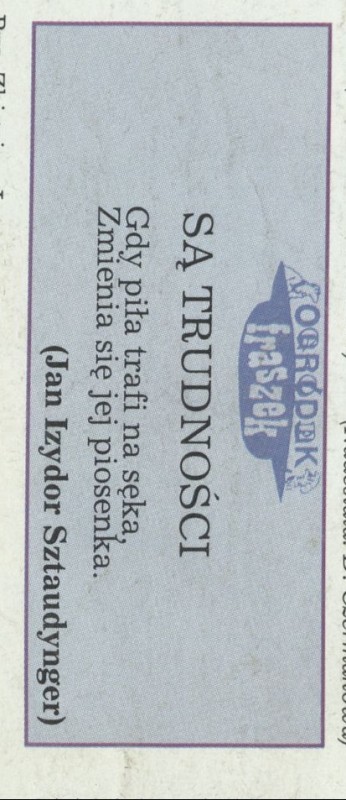 OGRÓDEK
fraszek
SĄ TRUDNOŚCI
Gdy piła trafi na sęka,
Zmienia się jej piosenka.
(Jan Izydor Sztaudynger)